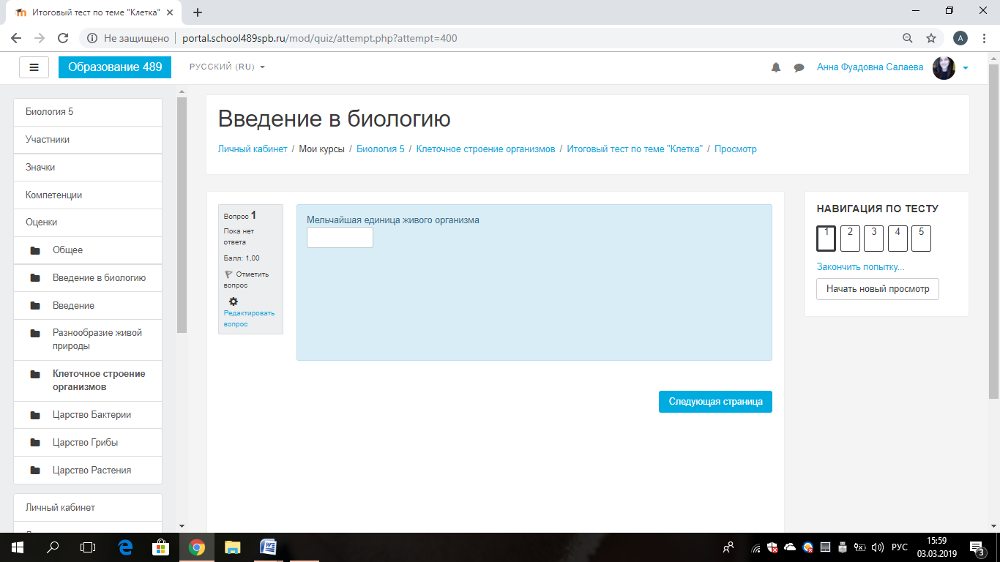 Итоговый тест по теме "Клетка"
Не защищено
portal.school489spb.ru/mod/quiz/attempt.php?attempt=400
A
Образование 489
РУССКИЙ (RU)
Анна Фуадовна Салаева
Биология 5
Участники
Значки
Компетенции
Оценки
Общее
Введение в биологию
Введение
Разнообразие живой
природы
Клеточное строение
организмов
Царство Бактерии
Царство Грибы
Царство Растения
Личный кабинет
Введение в биологию
Личный кабинет / Мои курсы / Биология 5 / Клеточное строение организмов / Итоговый тест по теме "Клетка" / Просмотр
Вопрос 1
Пока нет
ответа
Балл: 1,00
Отметить
вопрос
Редактировать
вопрос
Мельчайшая единица живого организма
Следующая страница
НАВИГАЦИЯ ПО ТЕСТУ
1 2 3 4 5
Закончить попытку...
Начать новый просмотр
РУС
15:59
03.03.2019
3